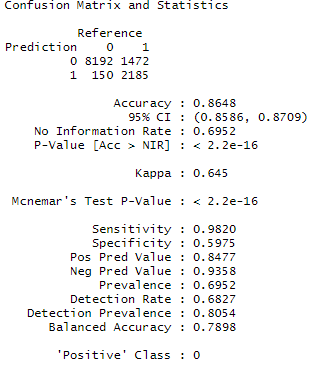 Confusion Matrix and Statistics
Reference
Prediction 0 1
0 8192 1472
1 150 2185
Accuracy : 0.8648
95% CI : (0.8586, 0.8709)
No Information Rate : 0.6952
P-Value [Acc > NIR] : < 2.2e-16
Kappa : 0.645
Mcnemar's Test P-Value : < 2.2e-16
Sensitivity : 0.9820
Specificity : 0.5975
Pos Pred Value : 0.8477
Neg Pred Value : 0.9358
Prevalence : 0.6952
Detection Rate : 0.6827
Detection Prevalence : 0.8054
Balanced Accuracy : 0.7898
'Positive' Class : 0